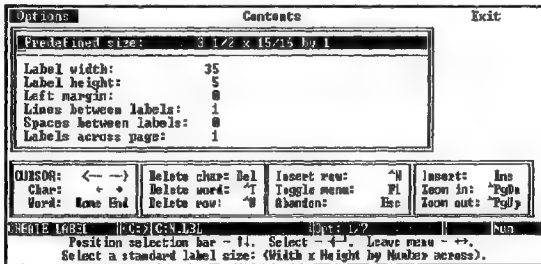 Options Contents Exit
Predefined size: 3 1/2 x 15/16 by 1
Label width: 35
Label height: 5
Left margin: 0
Lines between labels: 1
Spaces between labels: 0
Labels across page: 1
CURSOR: <-- --> Delete char: Del Insert row: ^N Insert: Ins
Char: ← → Delete word: ^T Toggle menu: F1 Zoom in: ^PgDn
Word: Home End Delete row: ^U Abandon: Esc Zoom out: ^PgUp
CREATE LABEL <C:> C:N.LBL Opt: 1/7 Num
Position selection bar - ↑↓. Select - ↵. Leave menu - ↔.
Select a standard label size: (Width x Height by Number across).